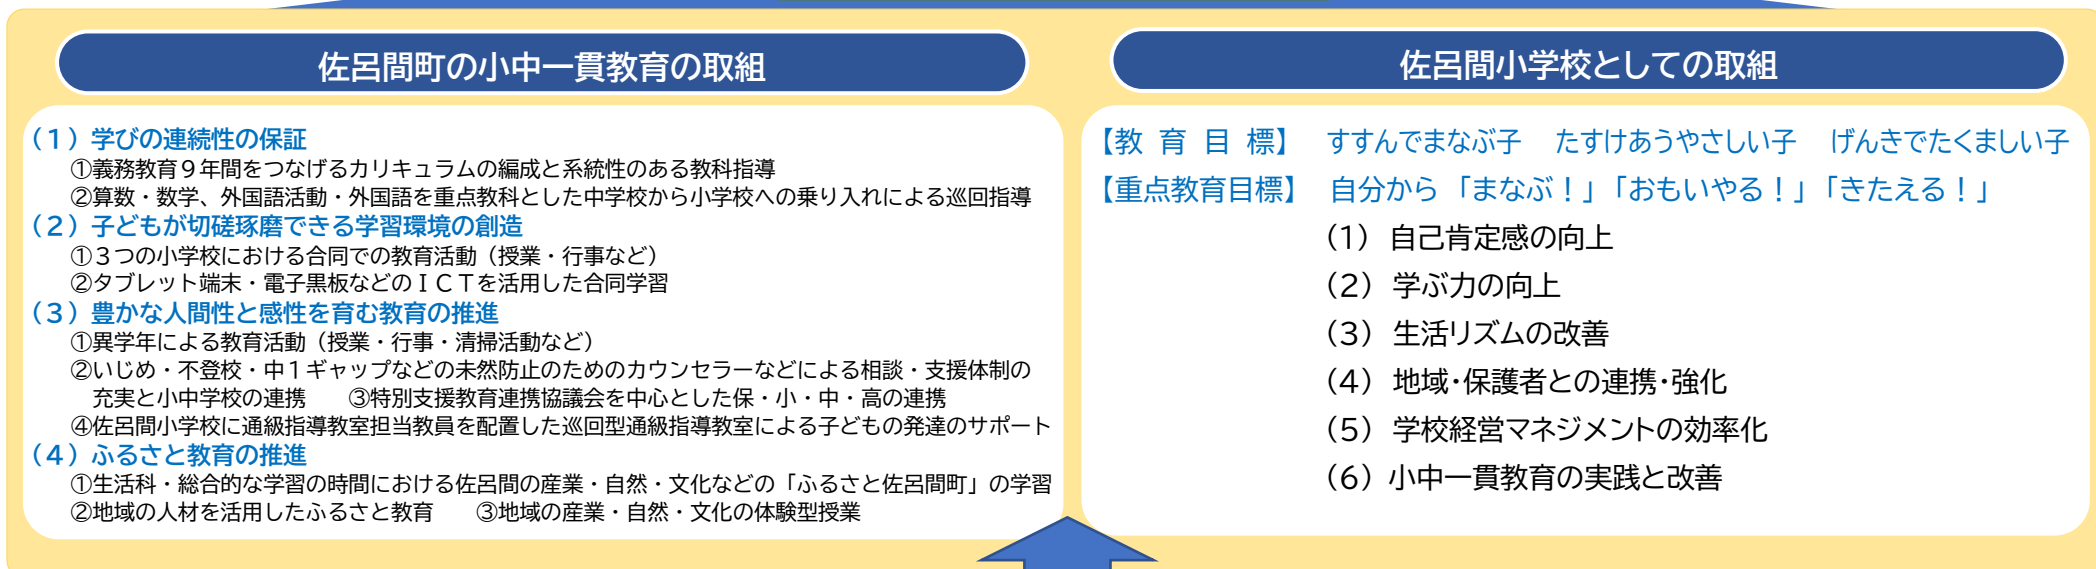 佐呂間町の小中一貫教育の取組
(1)学びの連続性の保証
①義務教育9年間をつなげるカリキュラムの編成と系統性のある教科指導
②算数・数学、外国語活動・外国語を重点教科とした中学校から小学校への乗り入れによる巡回指導
(2)子どもが切磋琢磨できる学習環境の創造
①3つの小学校における合同での教育活動(授業・行事など)
②タブレット端末・電子黒板などのICTを活用した合同学習
(3)豊かな人間性と感性を育む教育の推進
①異学年による教育活動(授業・行事・清掃活動など)
②いじめ・不登校・中1ギャップなどの未然防止のためのカウンセラーなどによる相談・支援体制の
充実と小中学校の連携 ③特別支援教育連携協議会を中心とした保・小・中・高の連携
④佐呂間小学校に通級指導教室担当教員を配置した巡回型通級指導教室による子どもの発達のサポート
(4)ふるさと教育の推進
①生活科・総合的な学習の時間における佐呂間の産業・自然・文化などの「ふるさと佐呂間町」の学習
②地域の人材を活用したふるさと教育 ③地域の産業・自然・文化の体験型授業
佐呂間小学校としての取組
【教 育 目 標】 すすんでまなぶ子 たすけあうやさしい子 げんきでたくましい子
【重点教育目標】 自分から「まなぶ!」「おもいやる!」「きたえる!」
(1) 自己肯定感の向上
(2) 学ぶ力の向上
(3) 生活リズムの改善
(4) 地域・保護者との連携・強化
(5) 学校経営マネジメントの効率化
(6) 小中一貫教育の実践と改善